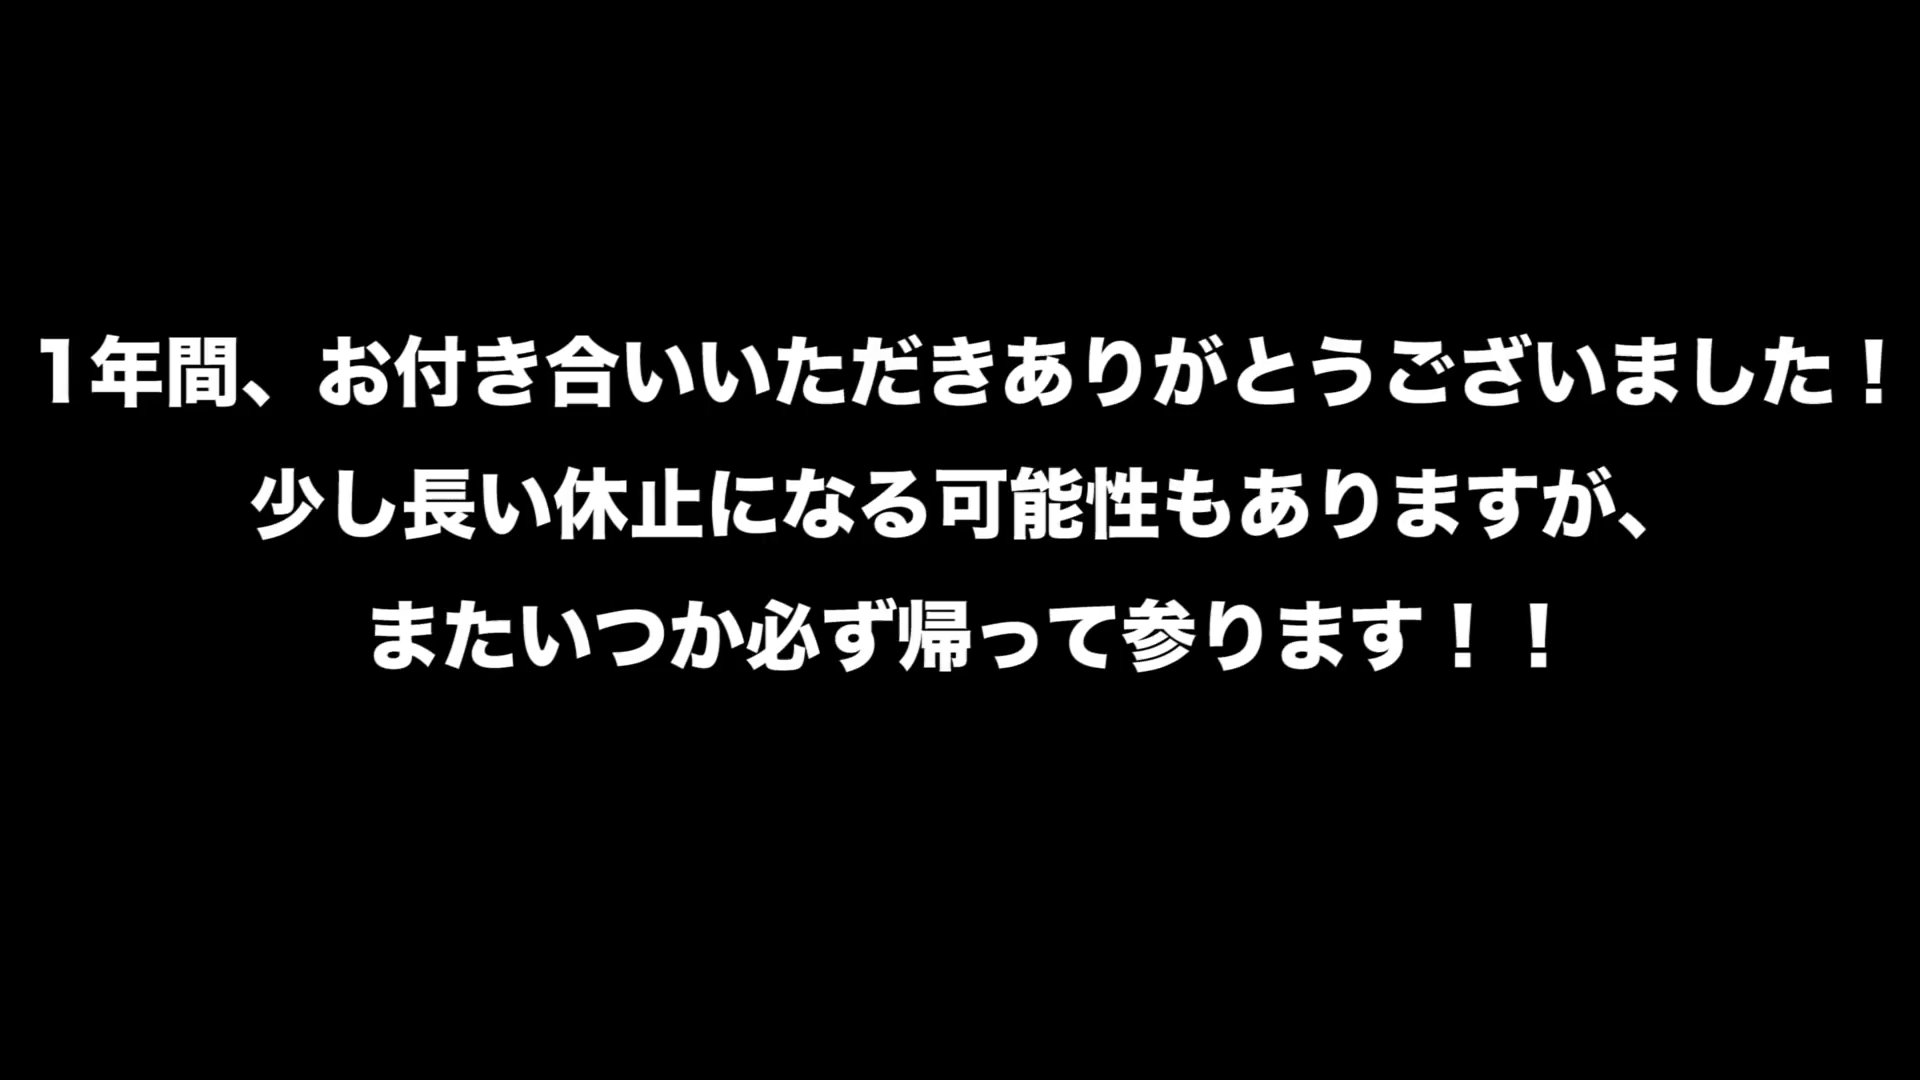 1年間、お付き合いいただきありがとうございました！
少し長い休止になる可能性もありますが、
またいつか必ず帰って参ります！！